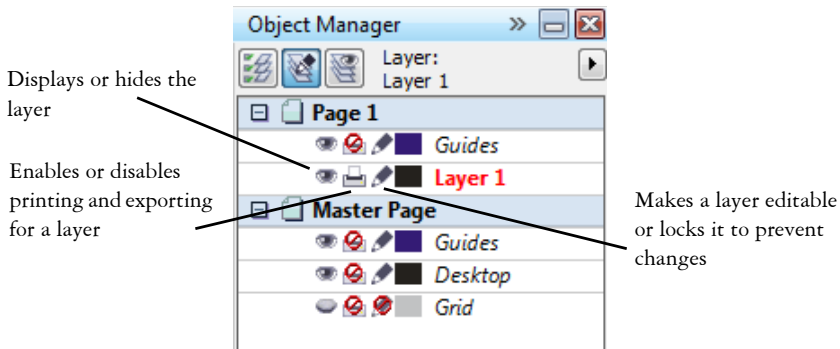 Object Manager
Layer:
Layer 1
Displays or hides the
layer
Page 1
Guides
Layer 1
Enables or disables
printing and exporting
for a layer
Makes a layer editable
or locks it to prevent
changes
Master Page
Guides
Desktop
Grid